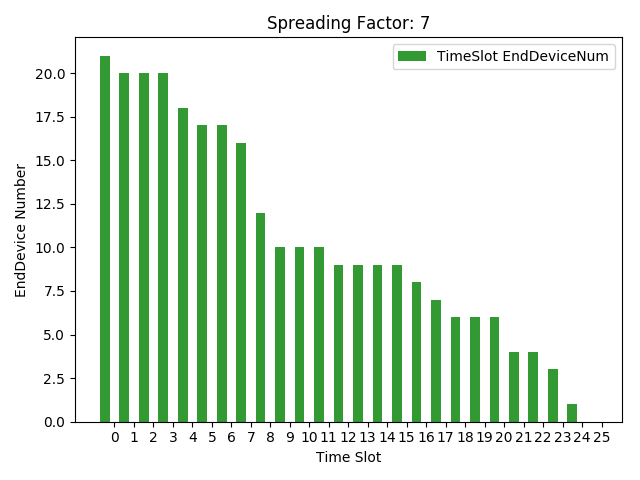 Spreading Factor: 7
TimeSlot EndDeviceNum
EndDevice Number
20.0
17.5
15.0
12.5
10.0
7.5
5.0
2.5
0.0
0 1 2 3 4 5 6 7 8 9 10 11 12 13 14 15 16 17 18 19 20 21 22 23 24 25
Time Slot